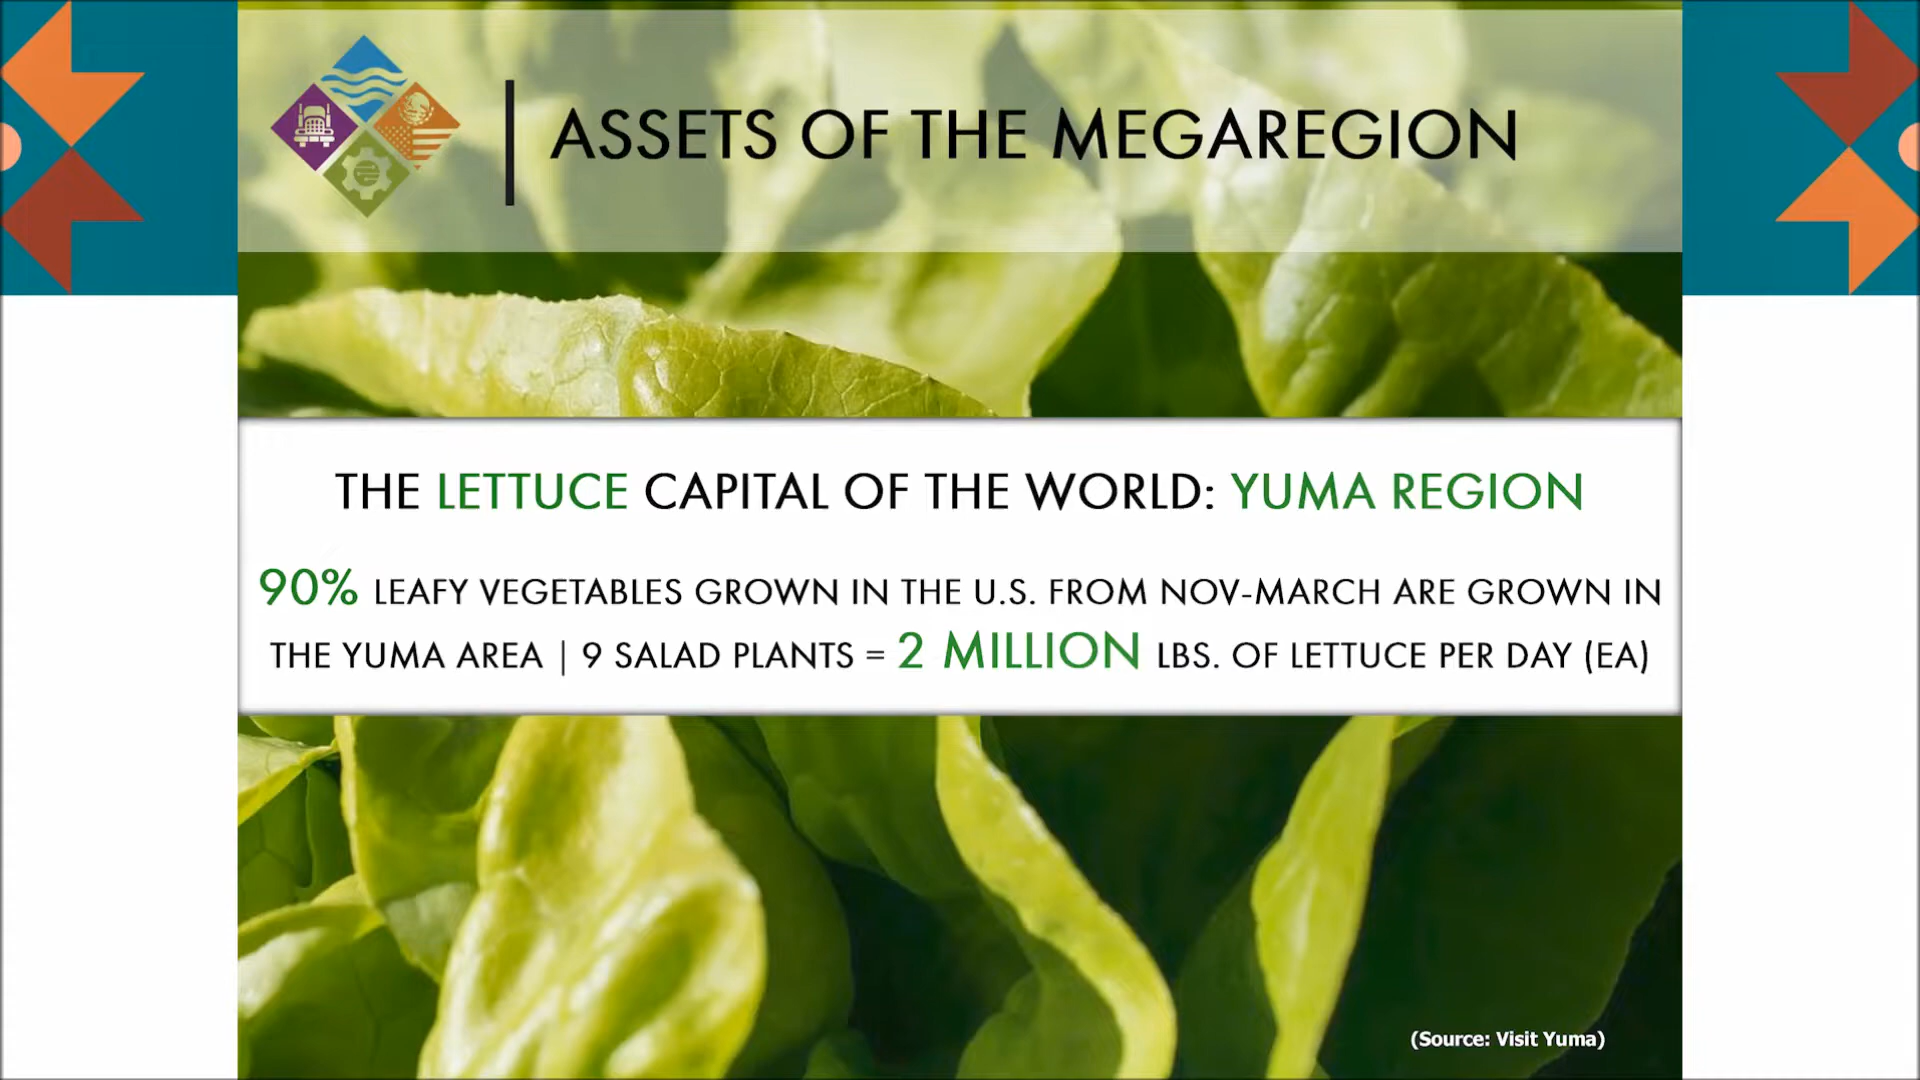 ASSETS OF THE MEGAREGION
THE LETTUCE CAPITAL OF THE WORLD: YUMA REGION
90% LEAFY VEGETABLES GROWN IN THE U.S. FROM NOV-MARCH ARE GROWN IN
THE YUMA AREA | 9 SALAD PLANTS = 2 MILLION LBS. OF LETTUCE PER DAY (EA)
(Source: Visit Yuma)